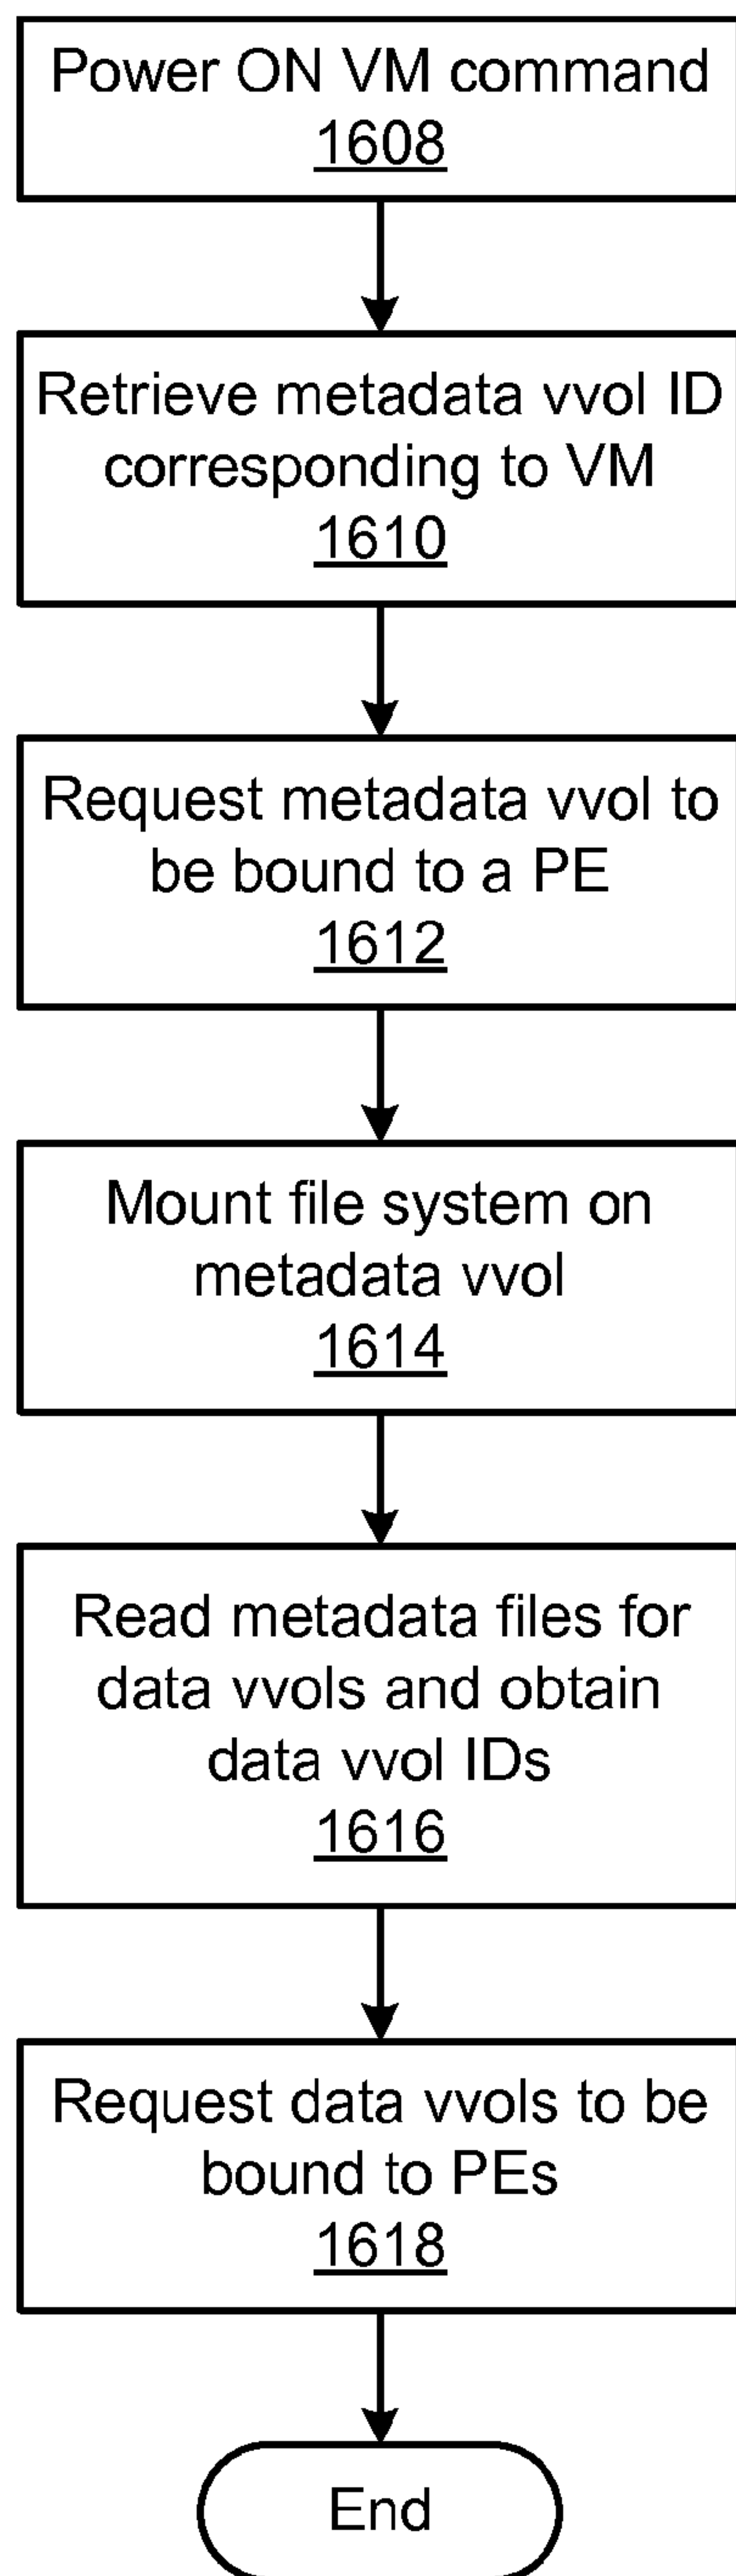 Power ON VM command
1608
Retrieve metadata vvol ID
corresponding to VM
1610
Request metadata vvol to
be bound to a PE
1612
Mount file system on
metadata vvol
1614
Read metadata files for
data vvols and obtain
data vvol IDs
1616
Request data vvols to be
bound to PEs
1618
End